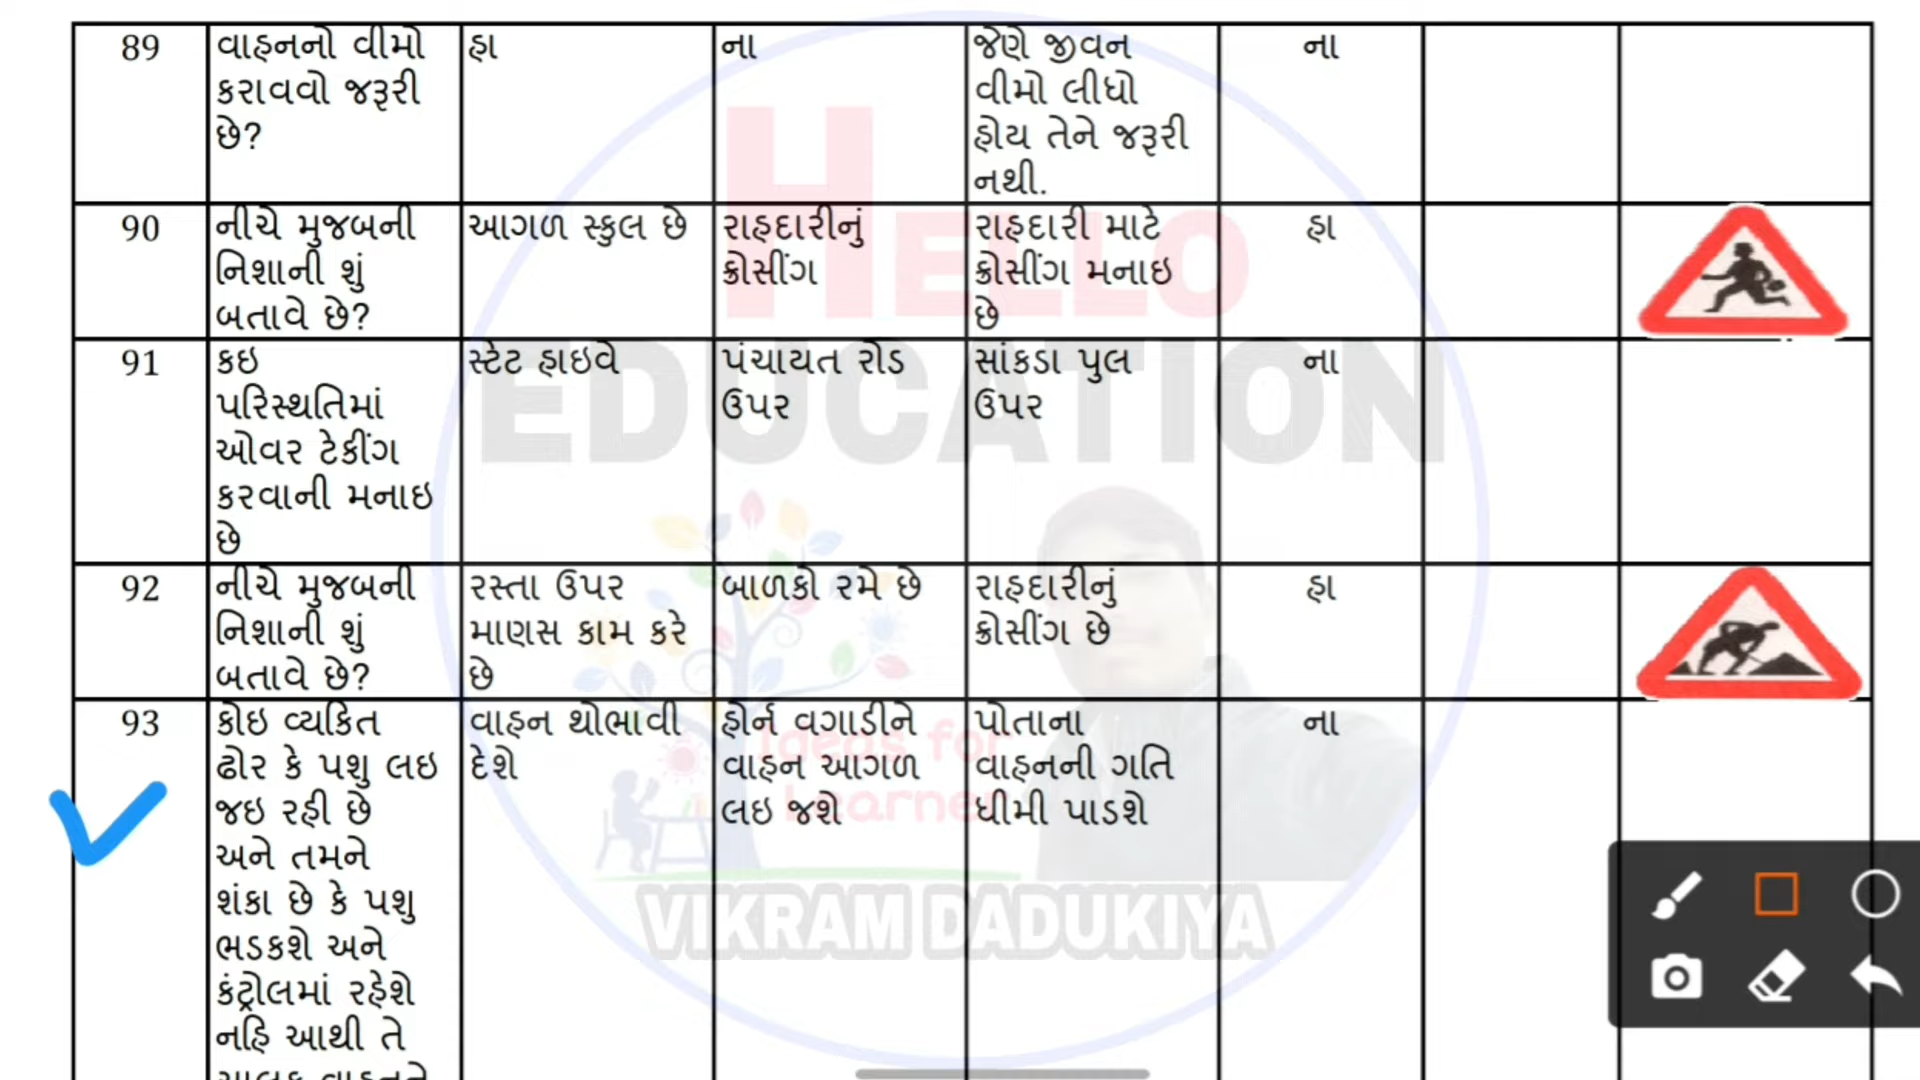 89
વાહનનો વીમો
કરાવવો જરૂરી
છે?
હા
ના
જેણે જીવન
વીમો લીધો
હોય તેને જરૂરી
નથી.
ના
90
નીચે મુજબની
નિશાની શું
બતાવે છે?
આગળ સ્કુલ છે
રાહદારીનું
ક્રોસીંગ
રાહદારી માટે
ક્રોસીંગ મનાઇ
છે
હા
91
કઇ
પરિસ્થતિમાં
ઓવર ટેકીંગ
કરવાની મનાઇ
છે
સ્ટેટ હાઇવે
પંચાયત રોડ
ઉપર
સાંકડા પુલ
ઉપર
ના
92
નીચે મુજબની
નિશાની શું
બતાવે છે?
રસ્તા ઉપર
માણસ કામ કરે
છે
બાળકો રમે છે
રાહદારીનું
ક્રોસીંગ છે
હા
93
કોઇ વ્યકિત
ઢોર કે પશુ લઇ
જઇ રહી છે
અને તમને
શંકા છે કે પશુ
ભડકશે અને
કંટ્રોલમાં રહેશે
નહિ આથી તે
વાહન થોભાવી
દેશે
હોર્ન વગાડીને
વાહન આગળ
લઇ જશે
પોતાના
વાહનની ગતિ
ધીમી પાડશે
ના
HELLO
EDUCATION
Ideas for
Learner
VIKRAM DADUKIYA